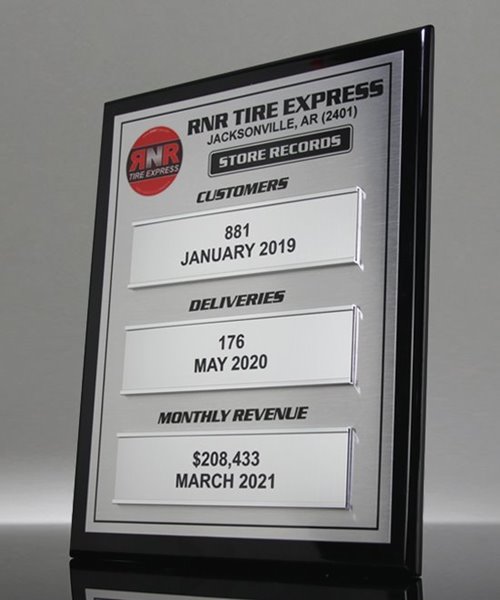 RNR TIRE EXPRESS
JACKSONVILLE, AR (2401)
STORE RECORDS
RNR
TIRE EXPRESS
CUSTOMERS
881
JANUARY 2019
DELIVERIES
176
MAY 2020
MONTHLY REVENUE
$208,433
MARCH 2021